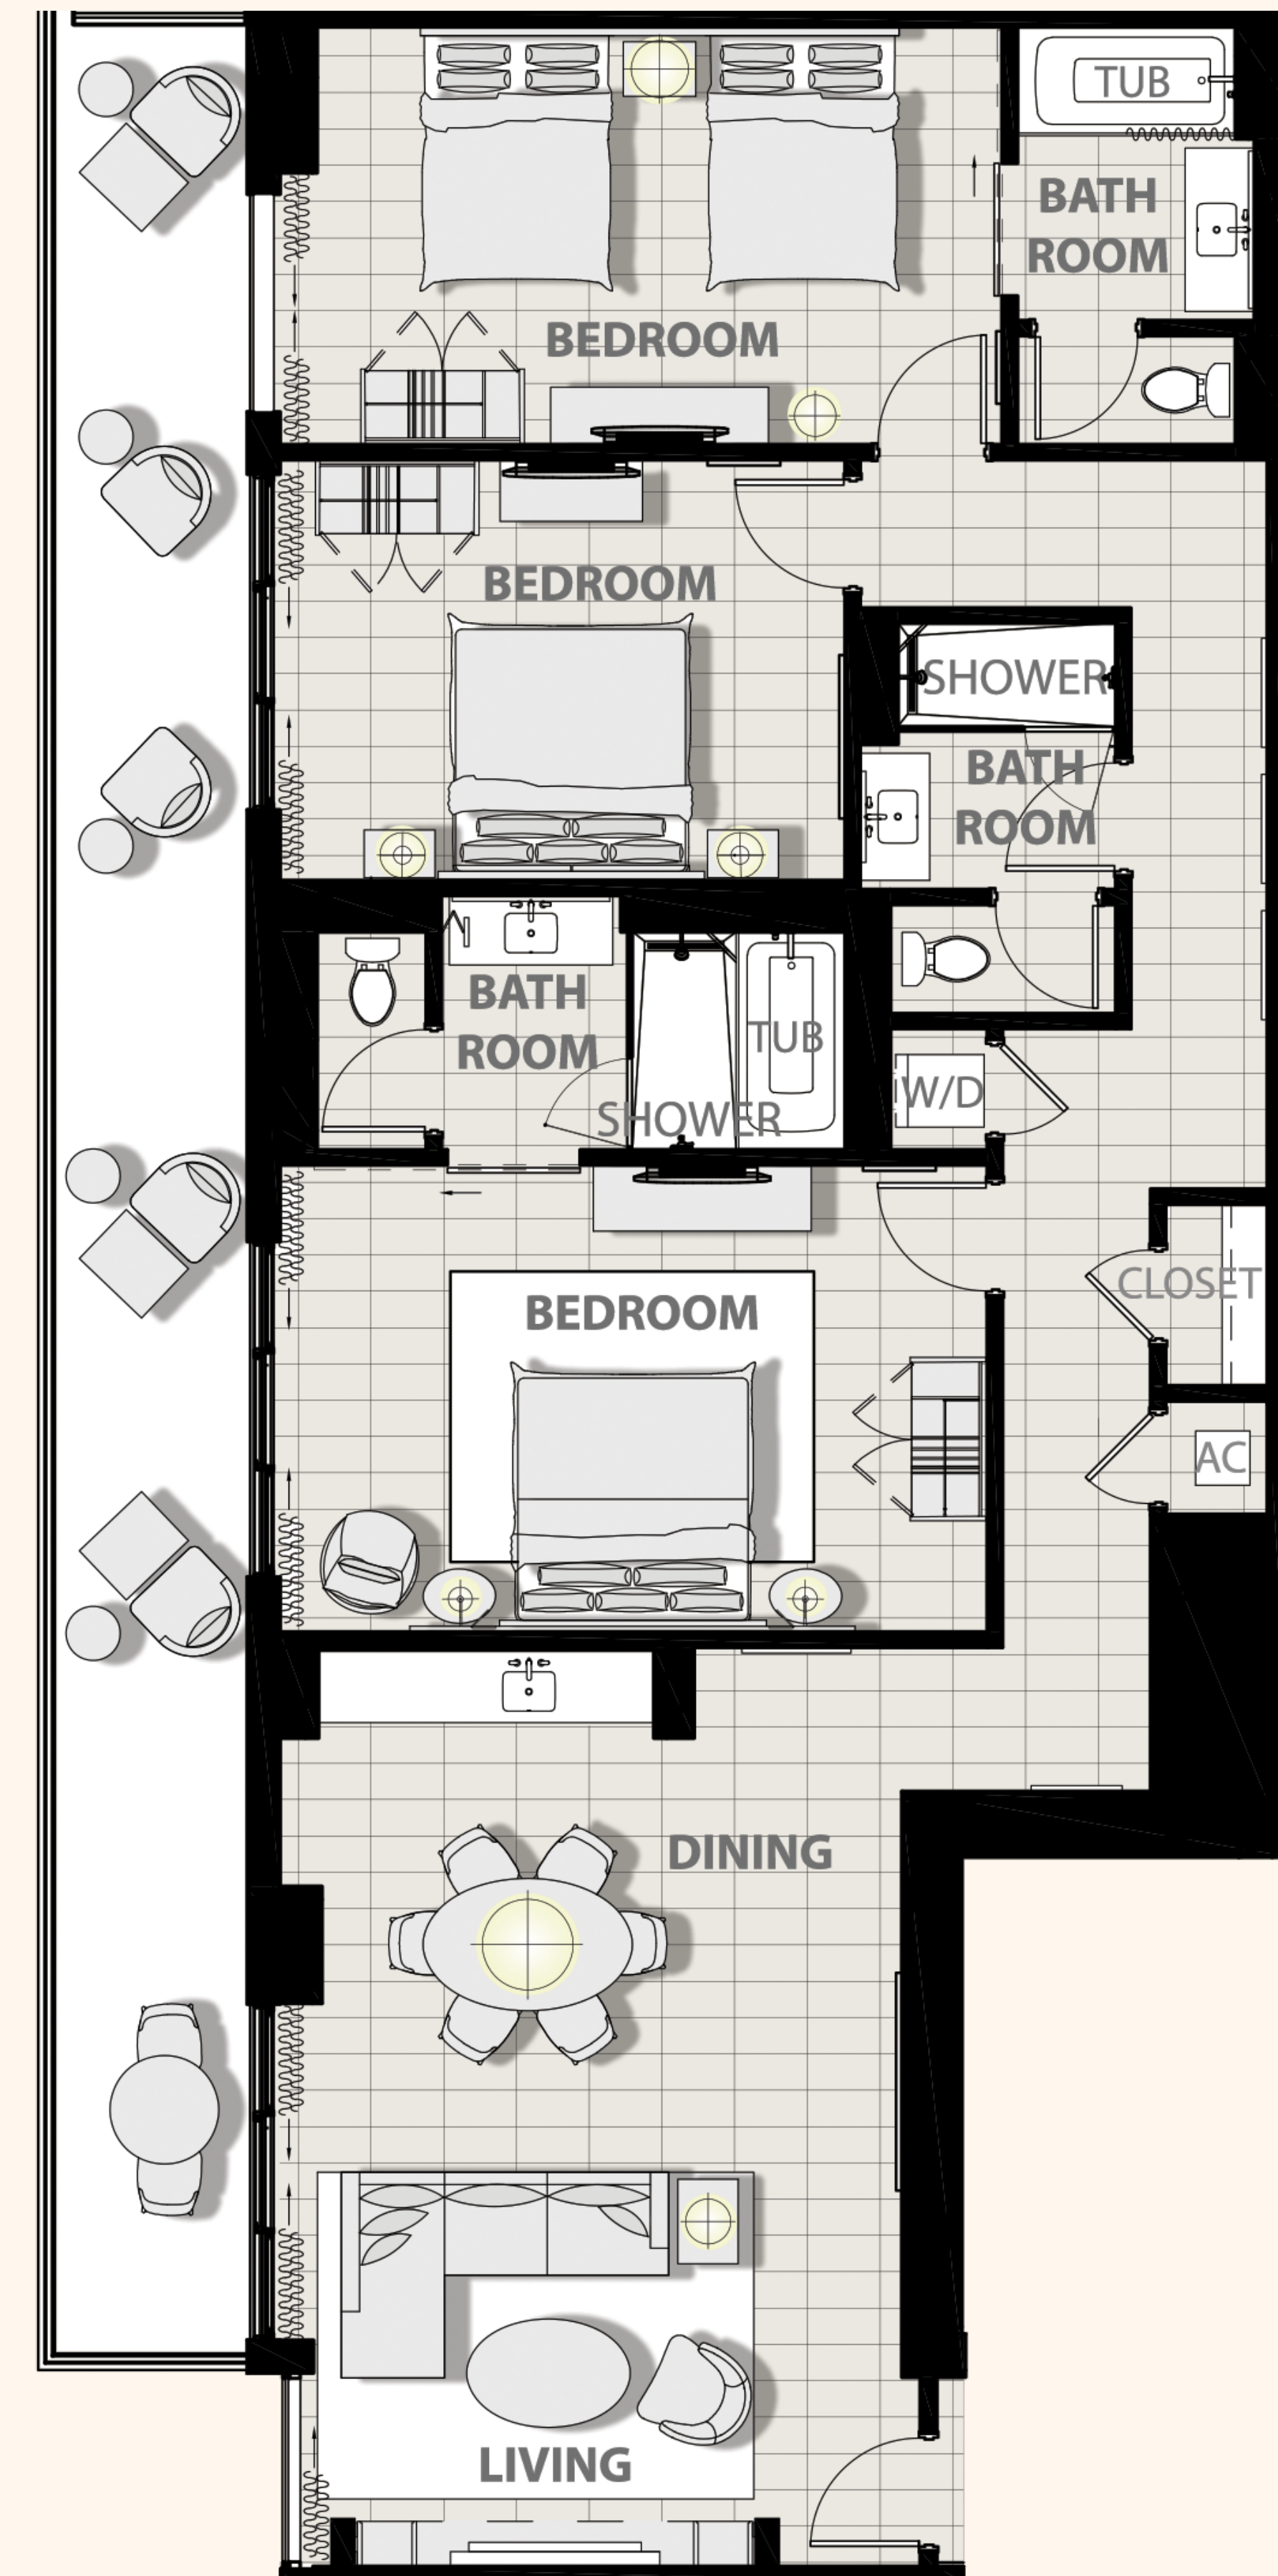 TUB
BATH
ROOM
BEDROOM
BEDROOM
SHOWER
BATH
ROOM
BATH
ROOM
TUB
SHOWER
W/D
CLOSET
BEDROOM
AC
DINING
LIVING